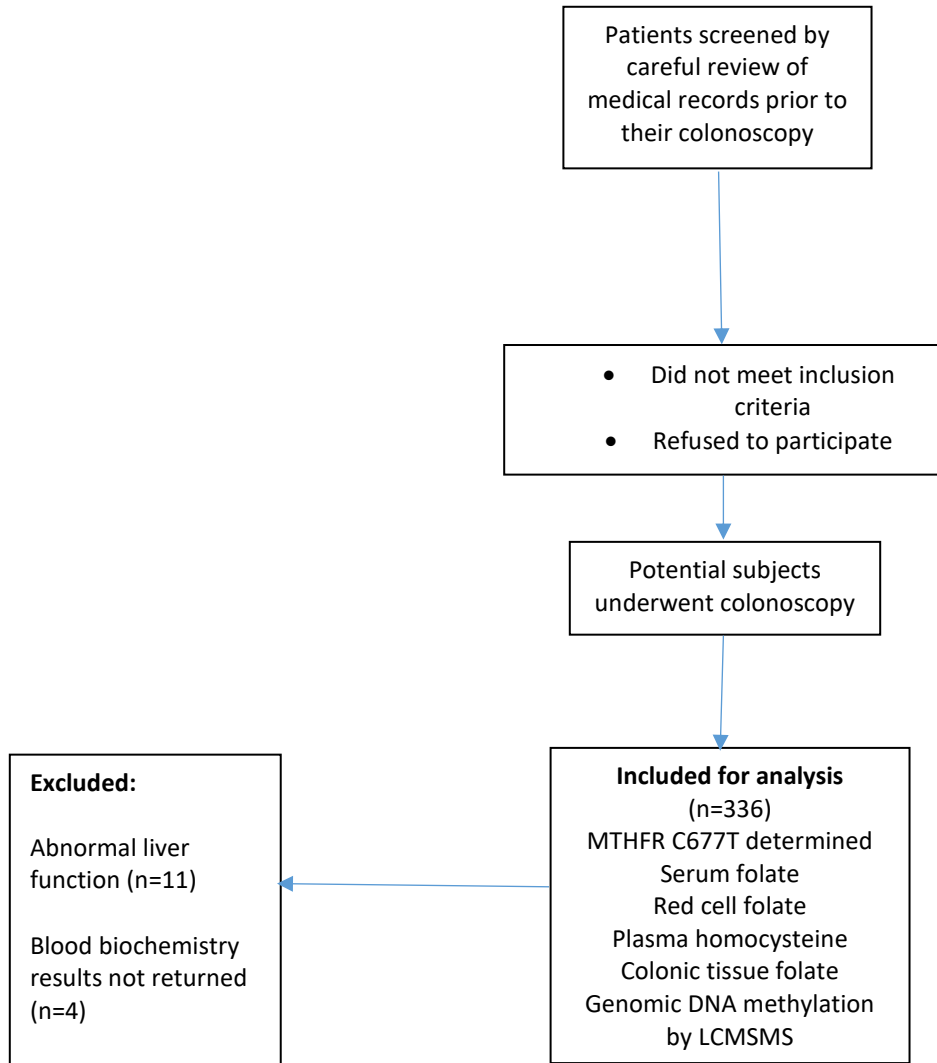 Patients screened by
careful review of
medical records prior to
their colonoscopy
• Did not meet inclusion
criteria
• Refused to participate
Potential subjects
underwent colonoscopy
Included for analysis
(n=336)
MTHFR C677T determined
Serum folate
Red cell folate
Plasma homocysteine
Colonic tissue folate
Genomic DNA methylation
by LCMSMS
Excluded:
Abnormal liver
function (n=11)
Blood biochemistry
results not returned
(n=4)